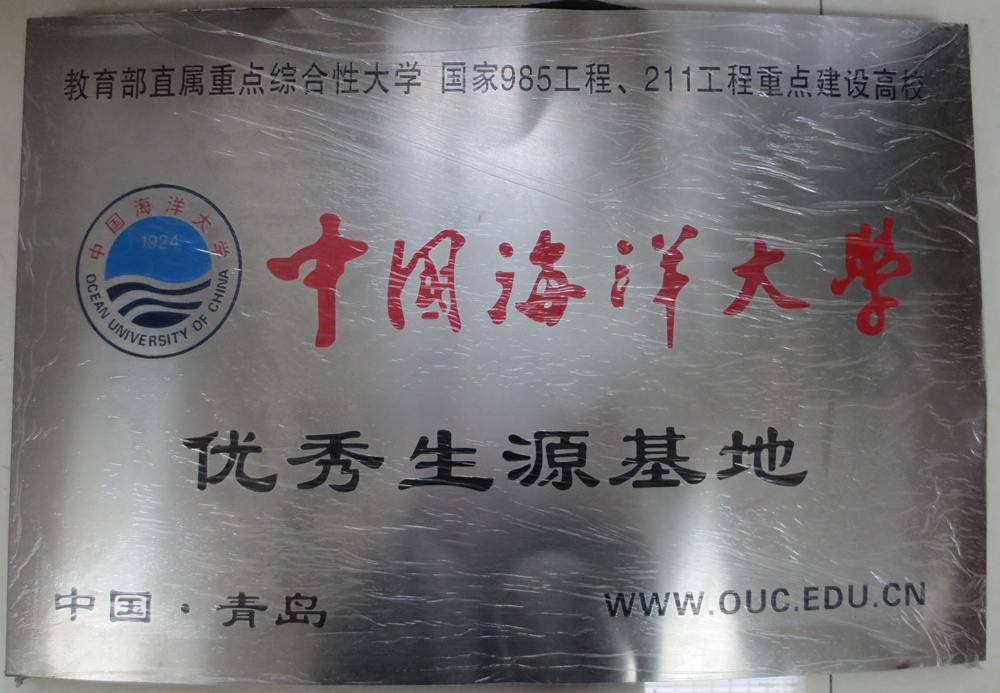 教育部直属重点综合性大学 国家985工程、211工程重点建设高校
中国海洋大学
1924
OCEAN UNIVERSITY OF CHINA
中国海洋大学
优秀生源基地
中国·青岛
WWW.OUC.EDU.CN